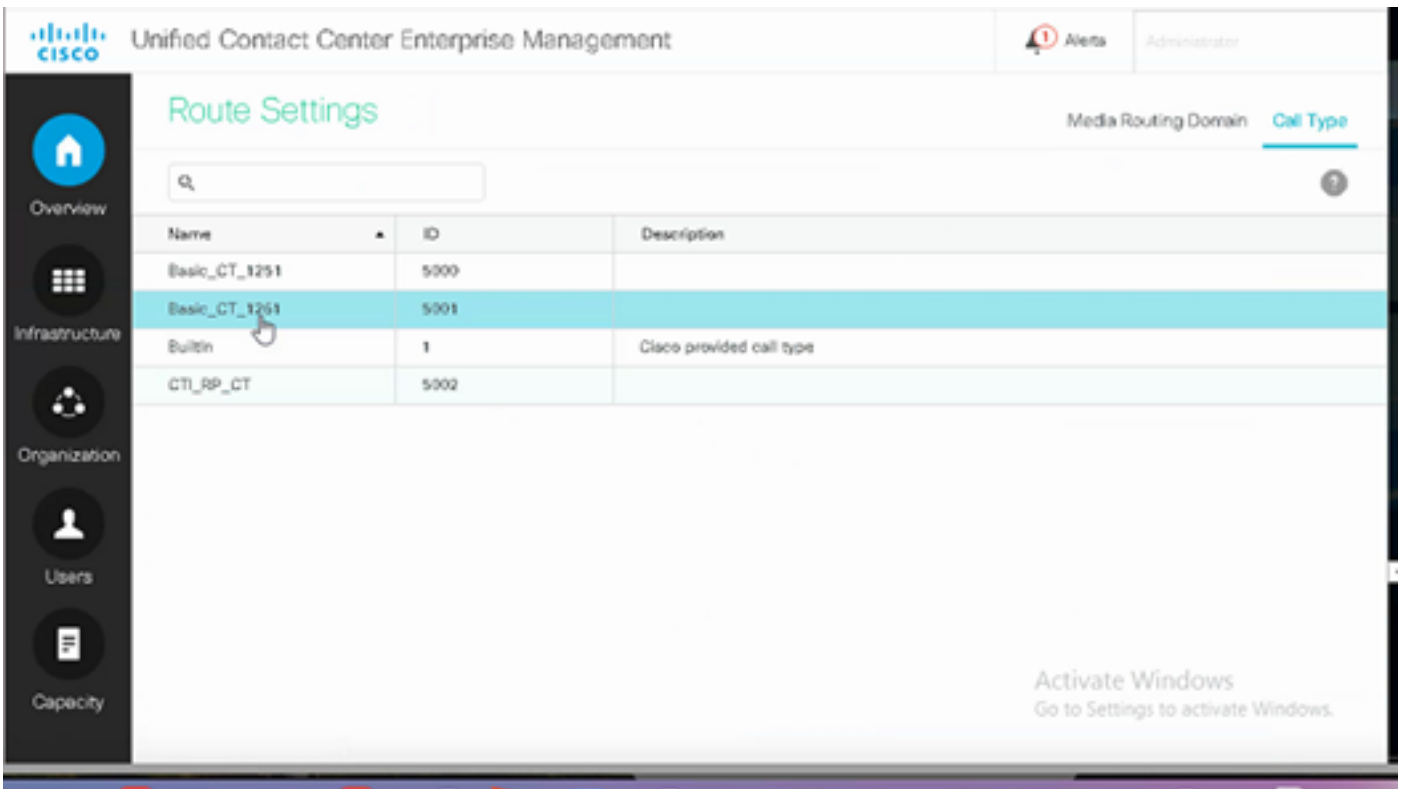 CISCO Unified Contact Center Enterprise Management
1 Alerts Administrator
Route Settings
Media Routing Domain Call Type
?
Overview
Name ID Description
Basic_CT_1251 5000
Basic_CT_1261 5001
Infrastructure
Builtin 1 Cisco provided call type
CTI_RP_CT 5002
Organization
Users
Capacity
Activate Windows
Go to Settings to activate Windows.